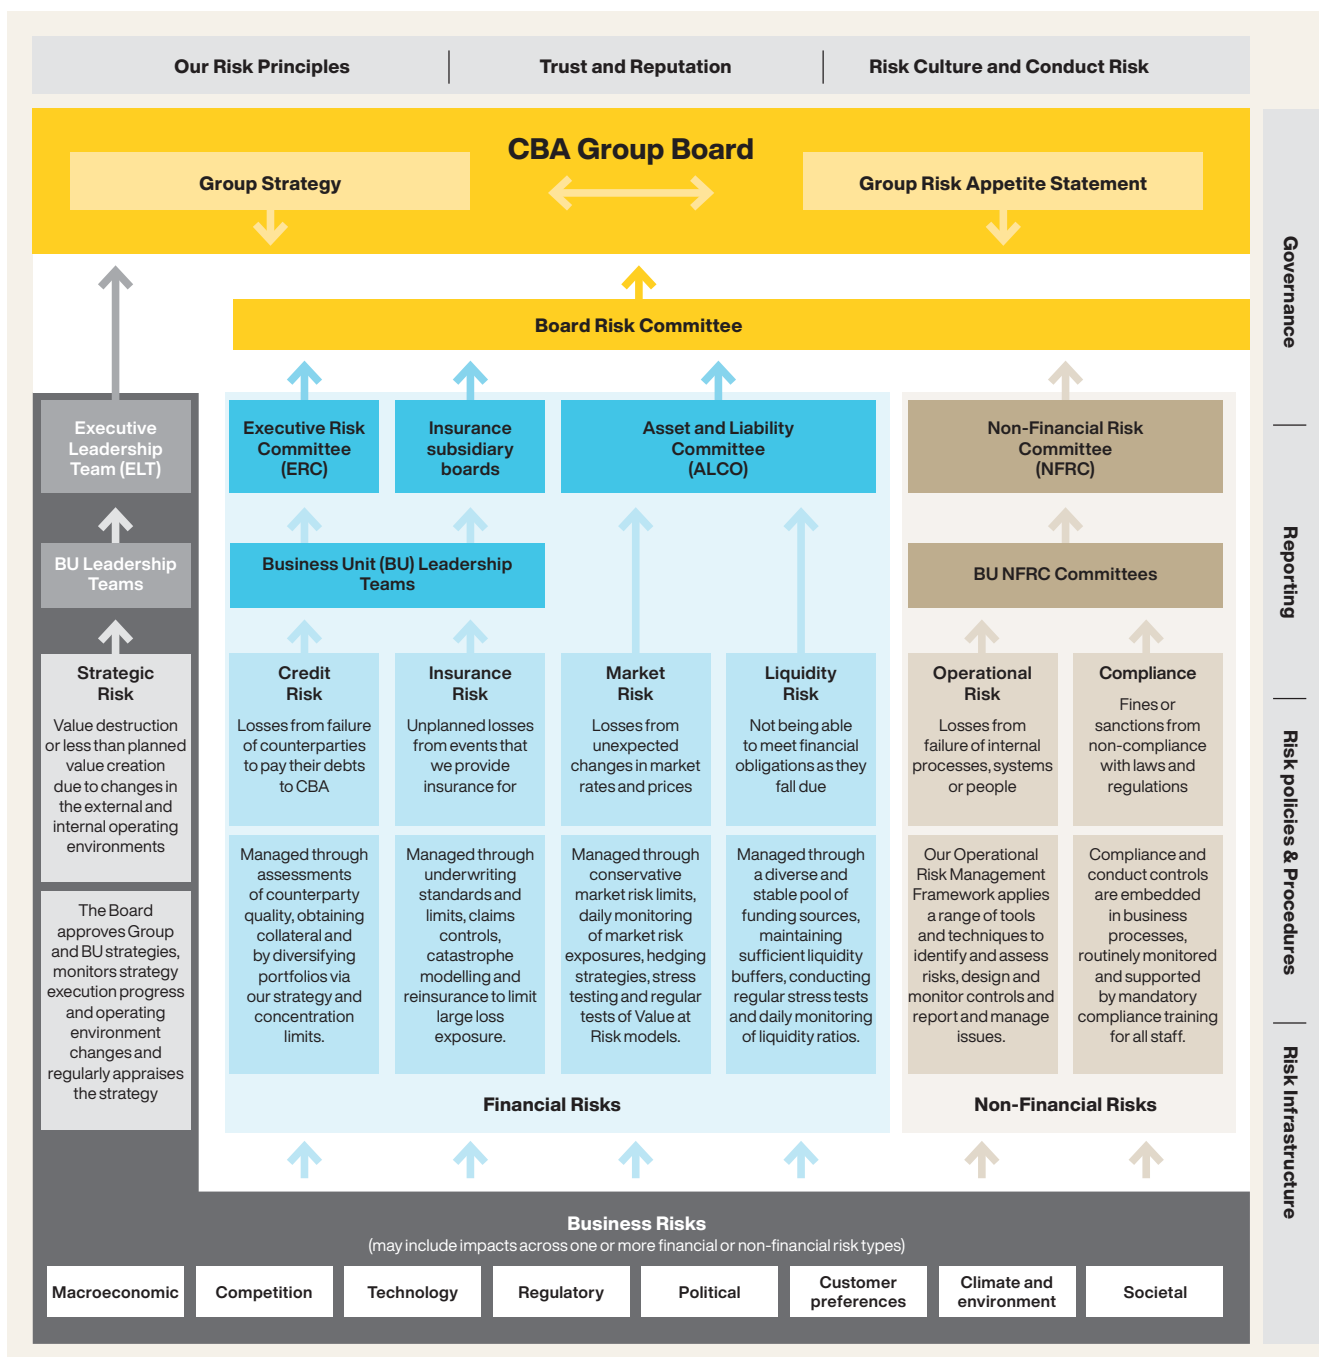 Our Risk Principles
Trust and Reputation
Risk Culture and Conduct Risk
CBA Group Board
Group Strategy
Group Risk Appetite Statement
Board Risk Committee
Executive
Leadership
Team (ELT)
Executive Risk
Committee
(ERC)
Insurance
subsidiary
boards
Asset and Liability
Committee
(ALCO)
Non-Financial Risk
Committee
(NFRC)
BU Leadership
Teams
Business Unit (BU) Leadership
Teams
BU NFRC Committees
Strategic
Risk
Value destruction
or less than planned
value creation
due to changes in
the external and
internal operating
environments
The Board
approves Group
and BU strategies,
monitors strategy
execution progress
and operating
environment
changes and
regularly appraises
the strategy
Credit
Risk
Losses from failure
of counterparties
to pay their debts
to CBA
Managed through
assessments
of counterparty
quality, obtaining
collateral and
by diversifying
portfolios via
our strategy and
concentration
limits.
Insurance
Risk
Unplanned losses
from events that
we provide
insurance for
Managed through
underwriting
standards and
limits, claims
controls,
catastrophe
modelling and
reinsurance to limit
large loss
exposure.
Market
Risk
Losses from
unexpected
changes in market
rates and prices
Managed through
conservative
market risk limits,
daily monitoring
of market risk
exposures, hedging
strategies, stress
testing and regular
tests of Value at
Risk models.
Liquidity
Risk
Not being able
to meet financial
obligations as they
fall due
Managed through
a diverse and
stable pool of
funding sources,
maintaining
sufficient liquidity
buffers, conducting
regular stress tests
and daily monitoring
of liquidity ratios.
Operational
Risk
Losses from
failure of internal
processes, systems
or people
Our Operational
Risk Management
Framework applies
a range of tools
and techniques to
identify and assess
risks, design and
monitor controls and
report and manage
issues.
Compliance
Fines or
sanctions from
non-compliance
with laws and
regulations
Compliance and
conduct controls
are embedded
in business
processes,
routinely monitored
and supported
by mandatory
compliance training
for all staff.
Financial Risks
Non-Financial Risks
Business Risks
(may include impacts across one or more financial or non-financial risk types)
Macroeconomic
Competition
Technology
Regulatory
Political
Customer
preferences
Climate and
environment
Societal
Governance
Reporting
Risk policies & Procedures
Risk Infrastructure